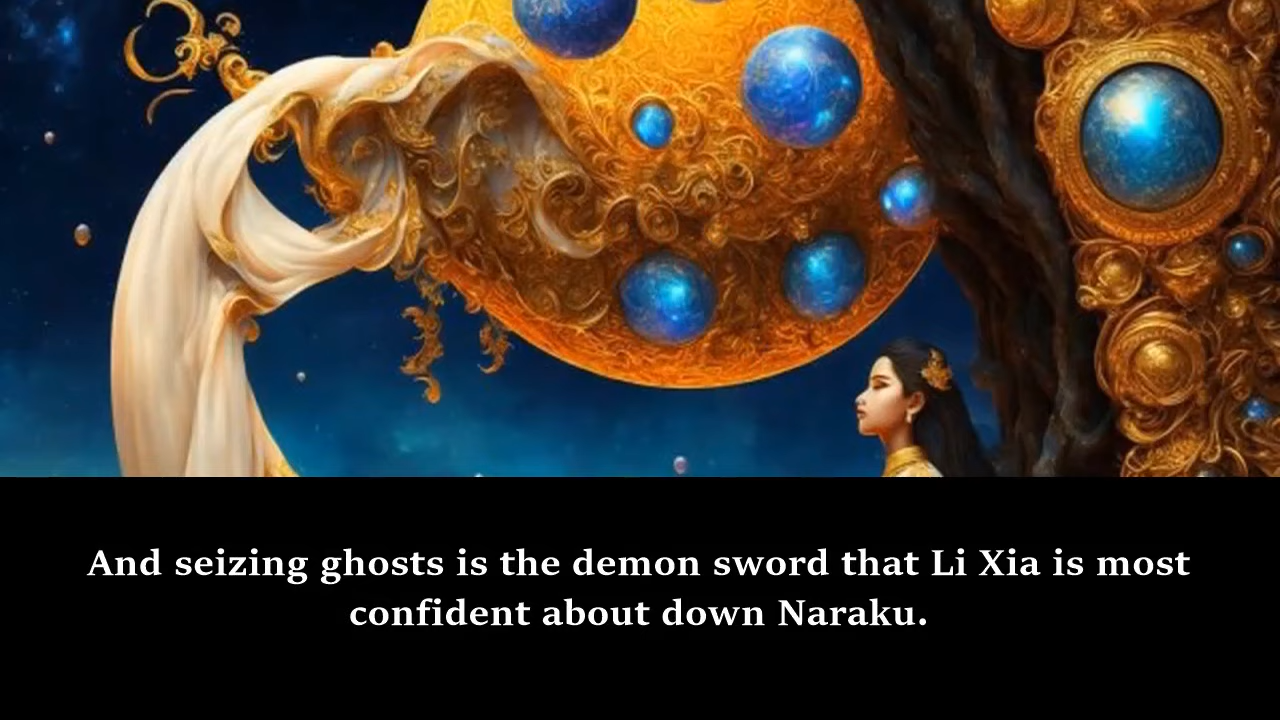 And seizing ghosts is the demon sword that Li Xia is most
confident about down Naraku.